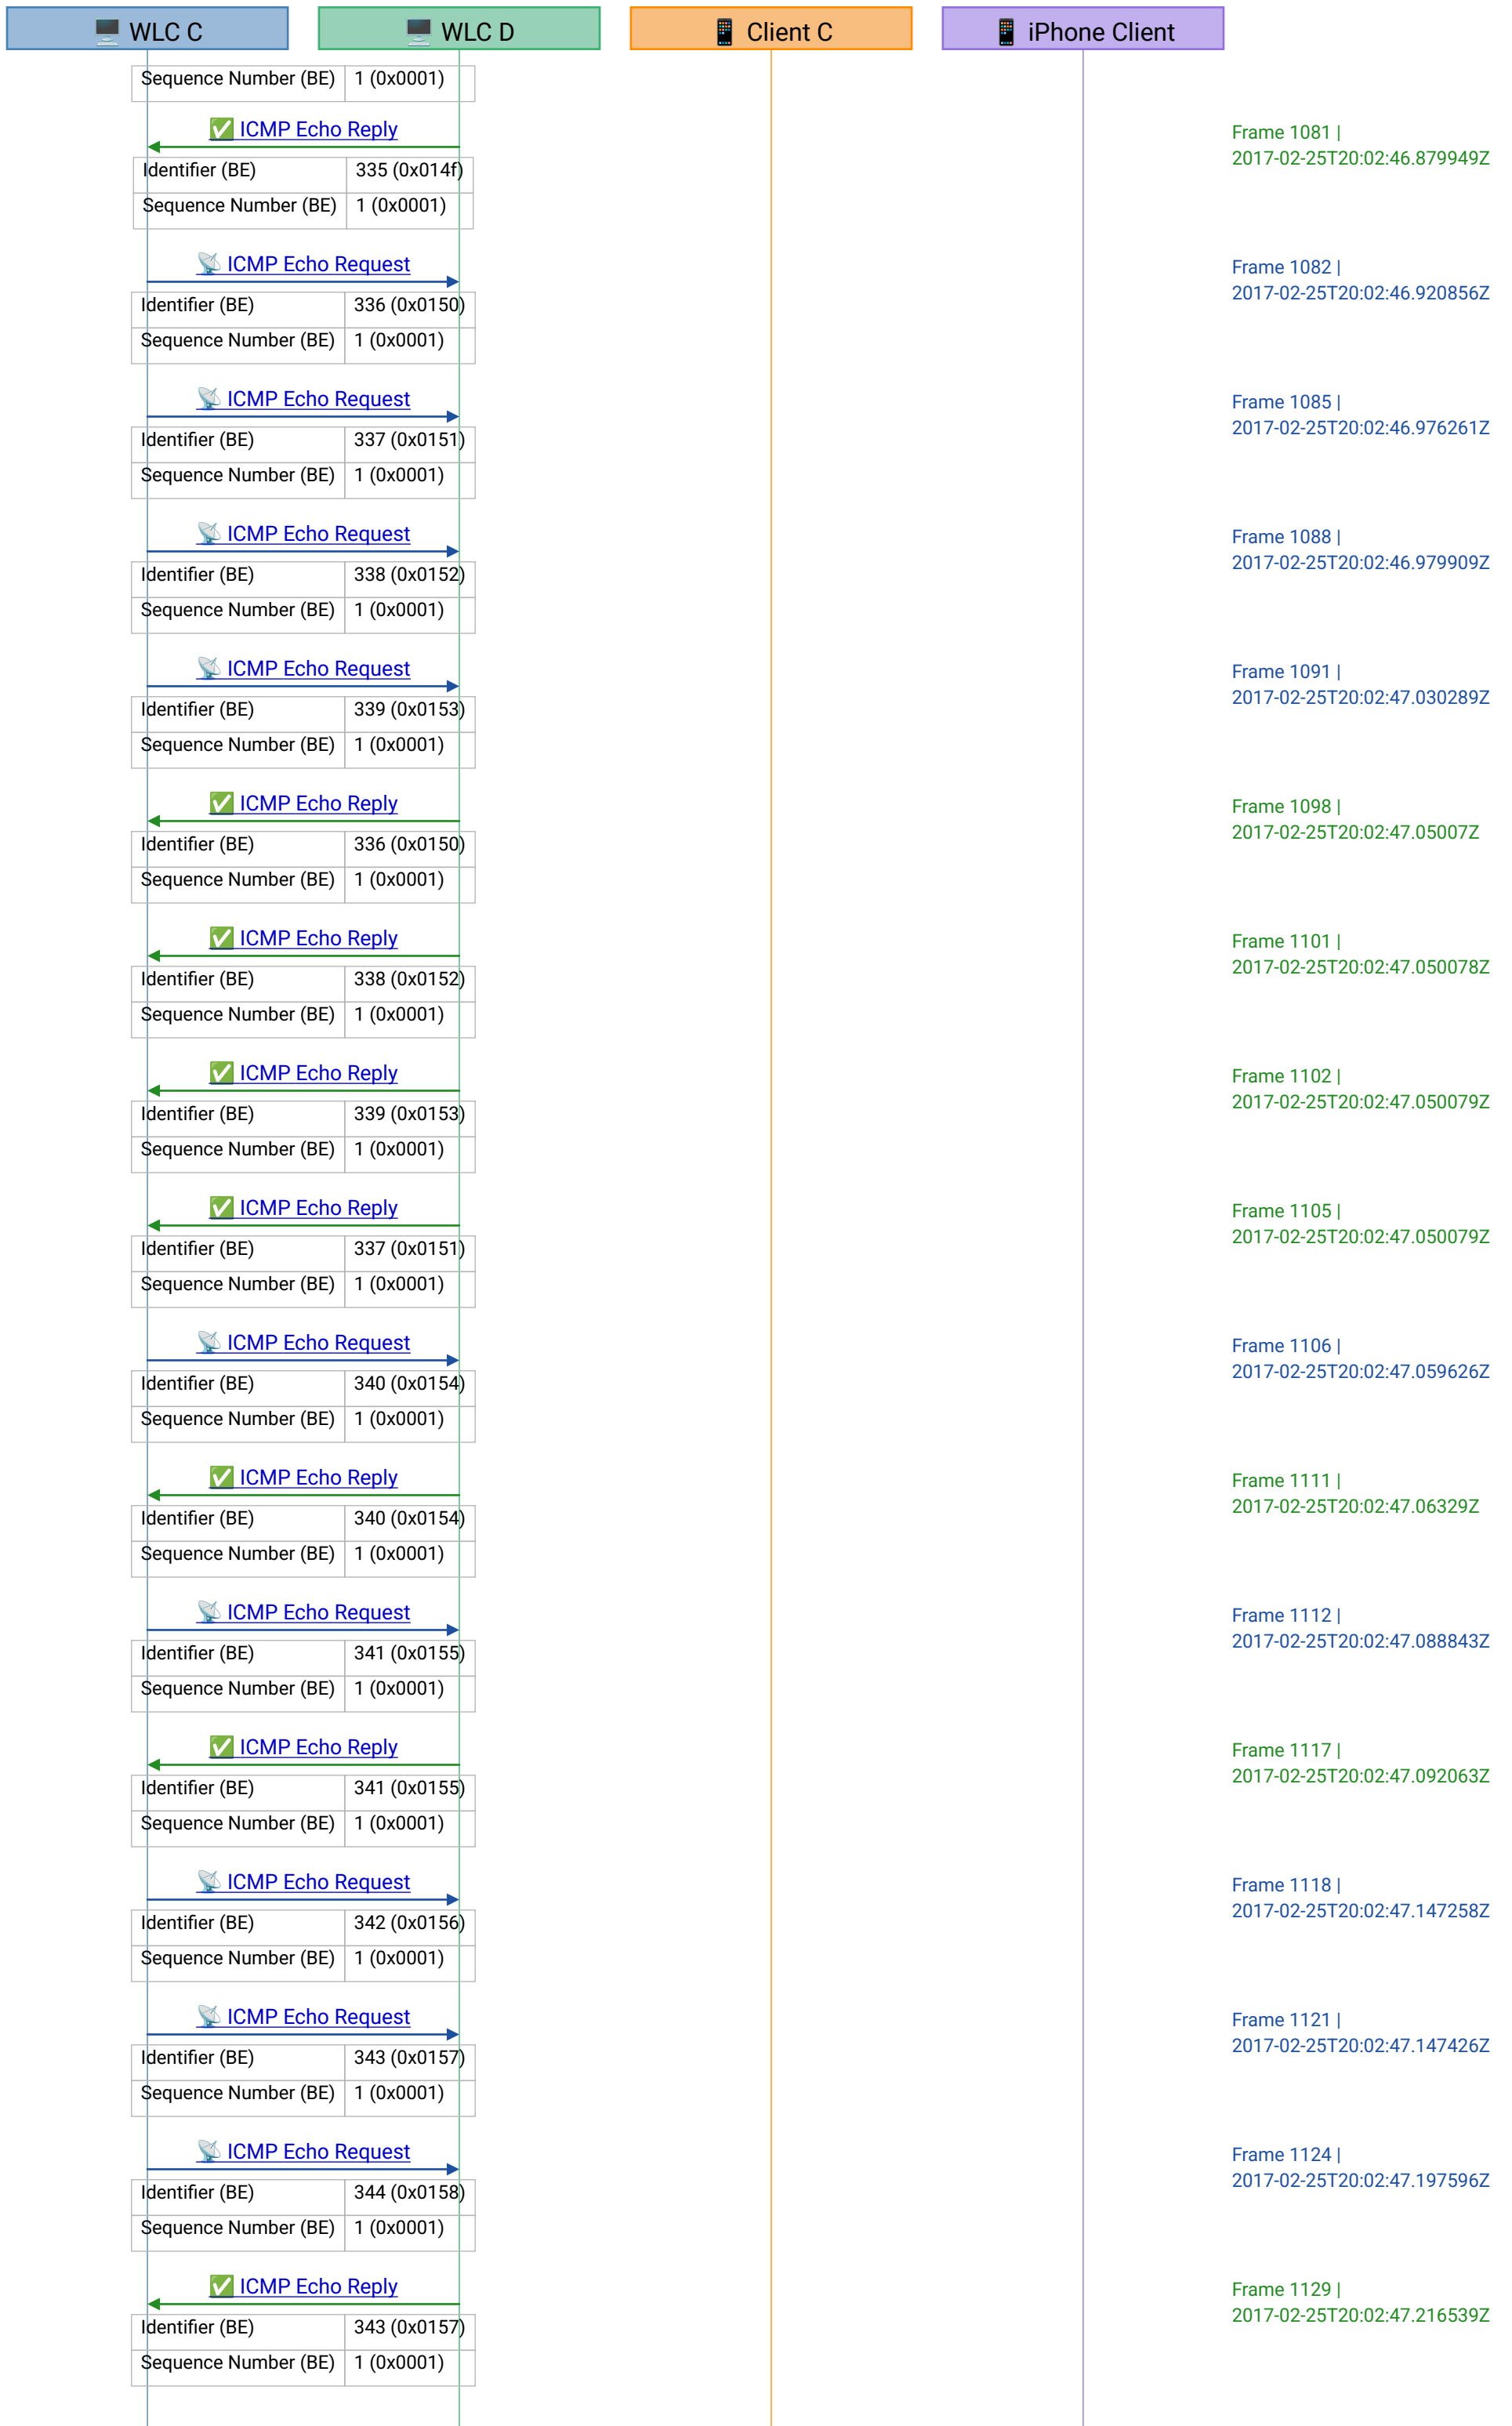 🖥️ WLC C
🖥️ WLC D
📱 Client C
📱 iPhone Client
Sequence Number (BE) 1 (0x0001)
✅ ICMP Echo Reply
Frame 1081 |
2017-02-25T20:02:46.879949Z
Identifier (BE) 335 (0x014f)
Sequence Number (BE) 1 (0x0001)
📡 ICMP Echo Request
Frame 1082 |
2017-02-25T20:02:46.920856Z
Identifier (BE) 336 (0x0150)
Sequence Number (BE) 1 (0x0001)
📡 ICMP Echo Request
Frame 1085 |
2017-02-25T20:02:46.976261Z
Identifier (BE) 337 (0x0151)
Sequence Number (BE) 1 (0x0001)
📡 ICMP Echo Request
Frame 1088 |
2017-02-25T20:02:46.979909Z
Identifier (BE) 338 (0x0152)
Sequence Number (BE) 1 (0x0001)
📡 ICMP Echo Request
Frame 1091 |
2017-02-25T20:02:47.030289Z
Identifier (BE) 339 (0x0153)
Sequence Number (BE) 1 (0x0001)
✅ ICMP Echo Reply
Frame 1098 |
2017-02-25T20:02:47.05007Z
Identifier (BE) 336 (0x0150)
Sequence Number (BE) 1 (0x0001)
✅ ICMP Echo Reply
Frame 1101 |
2017-02-25T20:02:47.050078Z
Identifier (BE) 338 (0x0152)
Sequence Number (BE) 1 (0x0001)
✅ ICMP Echo Reply
Frame 1102 |
2017-02-25T20:02:47.050079Z
Identifier (BE) 339 (0x0153)
Sequence Number (BE) 1 (0x0001)
✅ ICMP Echo Reply
Frame 1105 |
2017-02-25T20:02:47.050079Z
Identifier (BE) 337 (0x0151)
Sequence Number (BE) 1 (0x0001)
📡 ICMP Echo Request
Frame 1106 |
2017-02-25T20:02:47.059626Z
Identifier (BE) 340 (0x0154)
Sequence Number (BE) 1 (0x0001)
✅ ICMP Echo Reply
Frame 1111 |
2017-02-25T20:02:47.06329Z
Identifier (BE) 340 (0x0154)
Sequence Number (BE) 1 (0x0001)
📡 ICMP Echo Request
Frame 1112 |
2017-02-25T20:02:47.088843Z
Identifier (BE) 341 (0x0155)
Sequence Number (BE) 1 (0x0001)
✅ ICMP Echo Reply
Frame 1117 |
2017-02-25T20:02:47.092063Z
Identifier (BE) 341 (0x0155)
Sequence Number (BE) 1 (0x0001)
📡 ICMP Echo Request
Frame 1118 |
2017-02-25T20:02:47.147258Z
Identifier (BE) 342 (0x0156)
Sequence Number (BE) 1 (0x0001)
📡 ICMP Echo Request
Frame 1121 |
2017-02-25T20:02:47.147426Z
Identifier (BE) 343 (0x0157)
Sequence Number (BE) 1 (0x0001)
📡 ICMP Echo Request
Frame 1124 |
2017-02-25T20:02:47.197596Z
Identifier (BE) 344 (0x0158)
Sequence Number (BE) 1 (0x0001)
✅ ICMP Echo Reply
Frame 1129 |
2017-02-25T20:02:47.216539Z
Identifier (BE) 343 (0x0157)
Sequence Number (BE) 1 (0x0001)